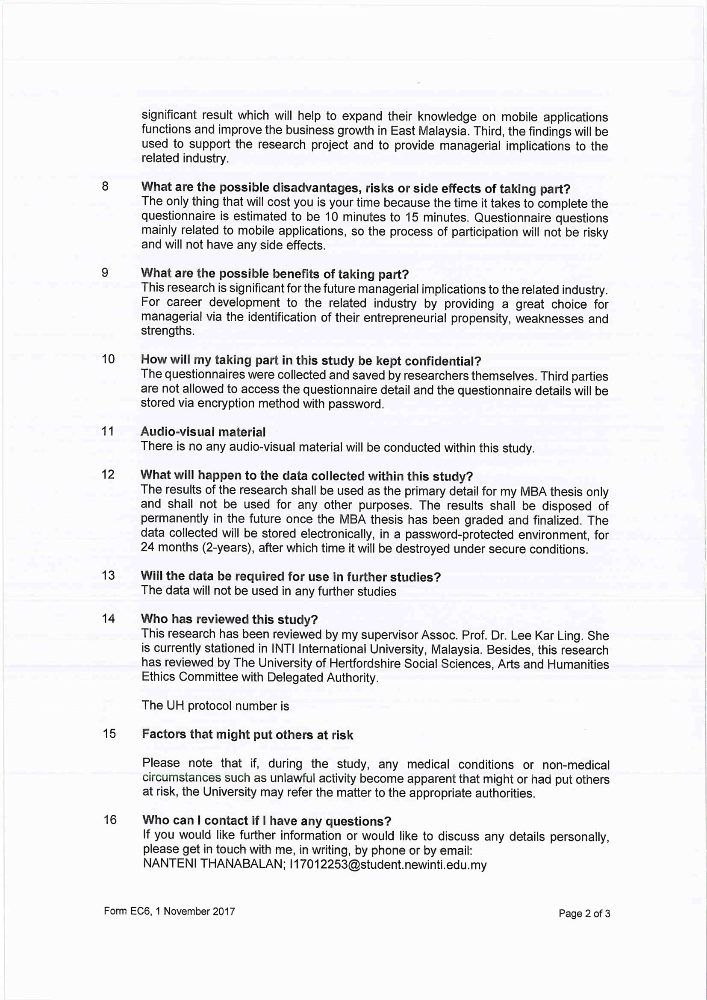 significant result which will help to expand their knowledge on mobile applications
functions and improve the business growth in East Malaysia. Third, the findings will be
used to support the research project and to provide managerial implications to the
related industry.
8 What are the possible disadvantages, risks or side effects of taking part?
The only thing that will cost you is your time because the time it takes to complete the
questionnaire is estimated to be 10 minutes to 15 minutes. Questionnaire questions
mainly related to mobile applications, so the process of participation will not be risky
and will not have any side effects.
9 What are the possible benefits of taking part?
This research is significant for the future managerial implications to the related industry.
For career development to the related industry by providing a great choice for
managerial via the identification of their entrepreneurial propensity, weaknesses and
strengths.
10 How will my taking part in this study be kept confidential?
The questionnaires were collected and saved by researchers themselves. Third parties
are not allowed to access the questionnaire detail and the questionnaire details will be
stored via encryption method with password.
11 Audio-visual material
There is no any audio-visual material will be conducted within this study.
12 What will happen to the data collected within this study?
The results of the research shall be used as the primary detail for my MBA thesis only
and shall not be used for any other purposes. The results shall be disposed of
permanently in the future once the MBA thesis has been graded and finalized. The
data collected will be stored electronically, in a password-protected environment, for
24 months (2-years), after which time it will be destroyed under secure conditions.
13 Will the data be required for use in further studies?
The data will not be used in any further studies
14 Who has reviewed this study?
This research has been reviewed by my supervisor Assoc. Prof. Dr. Lee Kar Ling. She
is currently stationed in INTI International University, Malaysia. Besides, this research
has reviewed by The University of Hertfordshire Social Sciences, Arts and Humanities
Ethics Committee with Delegated Authority.
The UH protocol number is
15 Factors that might put others at risk
Please note that if, during the study, any medical conditions or non-medical
circumstances such as unlawful activity become apparent that might or had put others
at risk, the University may refer the matter to the appropriate authorities.
16 Who can I contact if I have any questions?
If you would like further information or would like to discuss any details personally,
please get in touch with me, in writing, by phone or by email:
NANTENI THANABALAN; I17012253@student.newinti.edu.my
Form EC6, 1 November 2017
Page 2 of 3